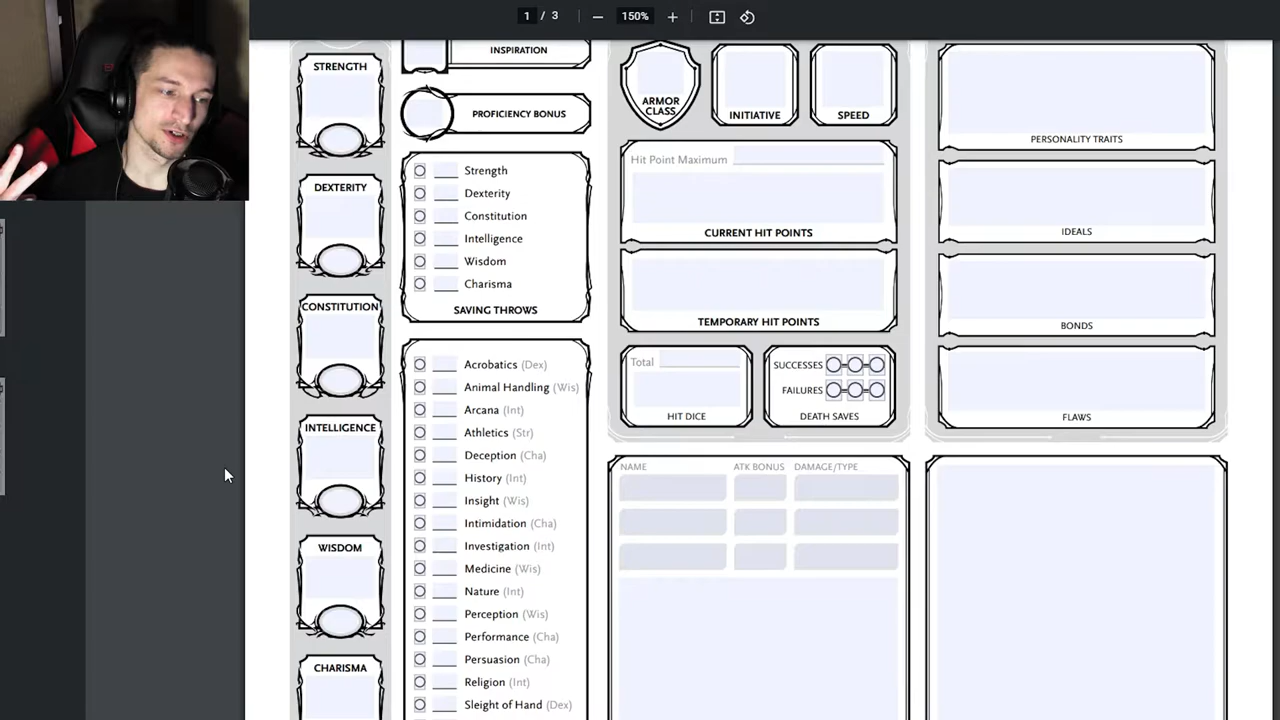 1 / 3
150%
STRENGTH
DEXTERITY
CONSTITUTION
INTELLIGENCE
WISDOM
CHARISMA
INSPIRATION
PROFICIENCY BONUS
Strength
Dexterity
Constitution
Intelligence
Wisdom
Charisma
SAVING THROWS
Acrobatics (Dex)
Animal Handling (Wis)
Arcana (Int)
Athletics (Str)
Deception (Cha)
History (Int)
Insight (Wis)
Intimidation (Cha)
Investigation (Int)
Medicine (Wis)
Nature (Int)
Perception (Wis)
Performance (Cha)
Persuasion (Cha)
Religion (Int)
Sleight of Hand (Dex)
ARMOR
CLASS
INITIATIVE
SPEED
Hit Point Maximum
CURRENT HIT POINTS
TEMPORARY HIT POINTS
Total
HIT DICE
SUCCESSES
FAILURES
DEATH SAVES
NAME ATK BONUS DAMAGE/TYPE
PERSONALITY TRAITS
IDEALS
BONDS
FLAWS